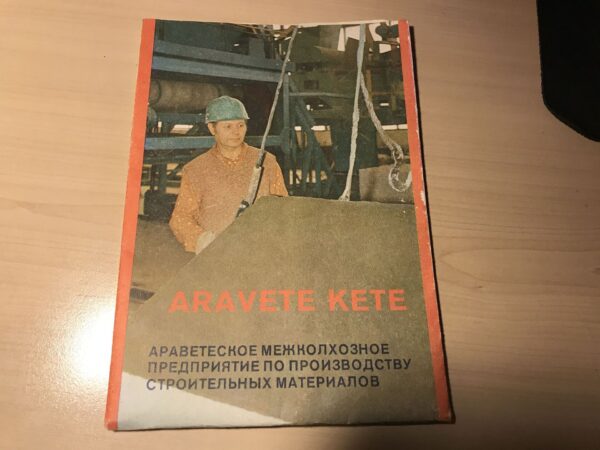 ARAVETE KETE
АРАВЕТЕСКОЕ МЕЖКОЛХОЗНОЕ
ПРЕДПРИЯТИЕ ПО ПРОИЗВОДСТВУ
СТРОИТЕЛЬНЫХ МАТЕРИАЛОВ